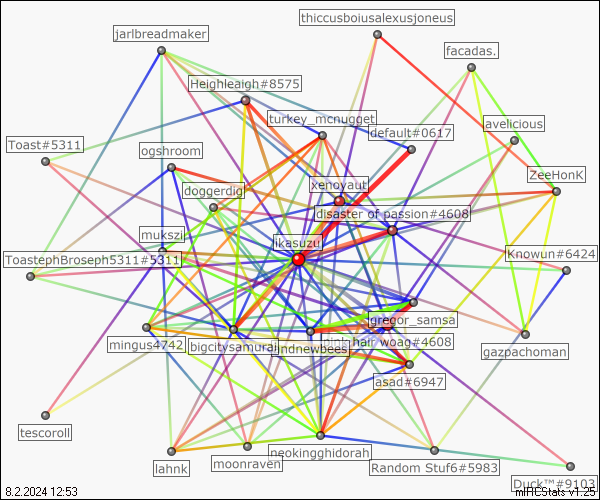 thiccusboiusalexusjoneus
jarlbreadmaker
facadas.
Heighleaigh#8575
turkey_mcnugget
default#0617
avelicious
Toast#5311
ogshroom
ZeeHonK
doggerdig
xenoyaut
disaster of passion#4608
mukszi
likasuzu
Knowun#6424
ToastephBroseph5311#5311
gregor_samsa
mingus4742
bigcitysamurai
lindnewbees
hair woag#4608
gazpachoman
asad#6947
tescoroll
neokingghidorah
lahnk
moonraven
Random Stuf6#5983
Duck™#9103
8.2.2024 12:53
mIRCStats v1.25